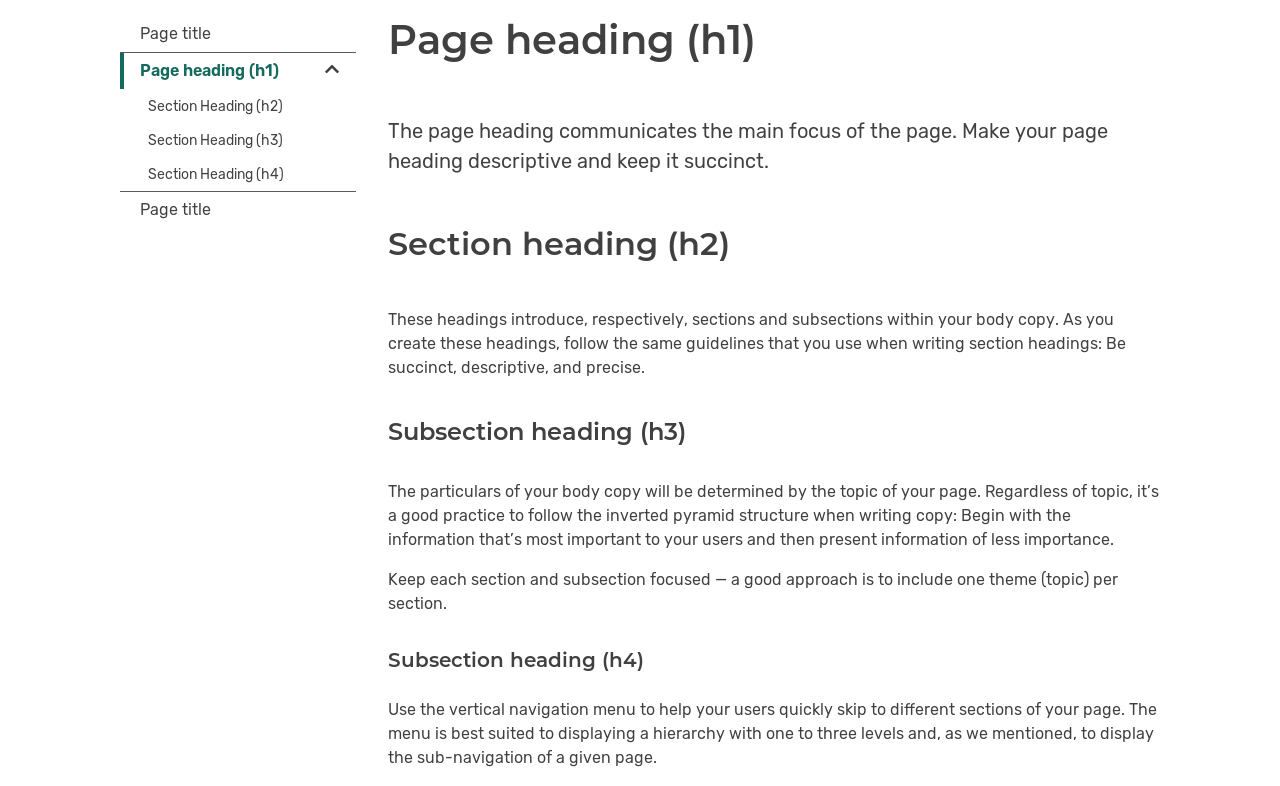 Page title
Page heading (h1)
Section Heading (h2)
Section Heading (h3)
Section Heading (h4)
Page title
Page heading (h1)
The page heading communicates the main focus of the page. Make your page
heading descriptive and keep it succinct.
Section heading (h2)
These headings introduce, respectively, sections and subsections within your body copy. As you
create these headings, follow the same guidelines that you use when writing section headings: Be
succinct, descriptive, and precise.
Subsection heading (h3)
The particulars of your body copy will be determined by the topic of your page. Regardless of topic, it’s
a good practice to follow the inverted pyramid structure when writing copy: Begin with the
information that’s most important to your users and then present information of less importance.
Keep each section and subsection focused — a good approach is to include one theme (topic) per
section.
Subsection heading (h4)
Use the vertical navigation menu to help your users quickly skip to different sections of your page. The
menu is best suited to displaying a hierarchy with one to three levels and, as we mentioned, to display
the sub-navigation of a given page.